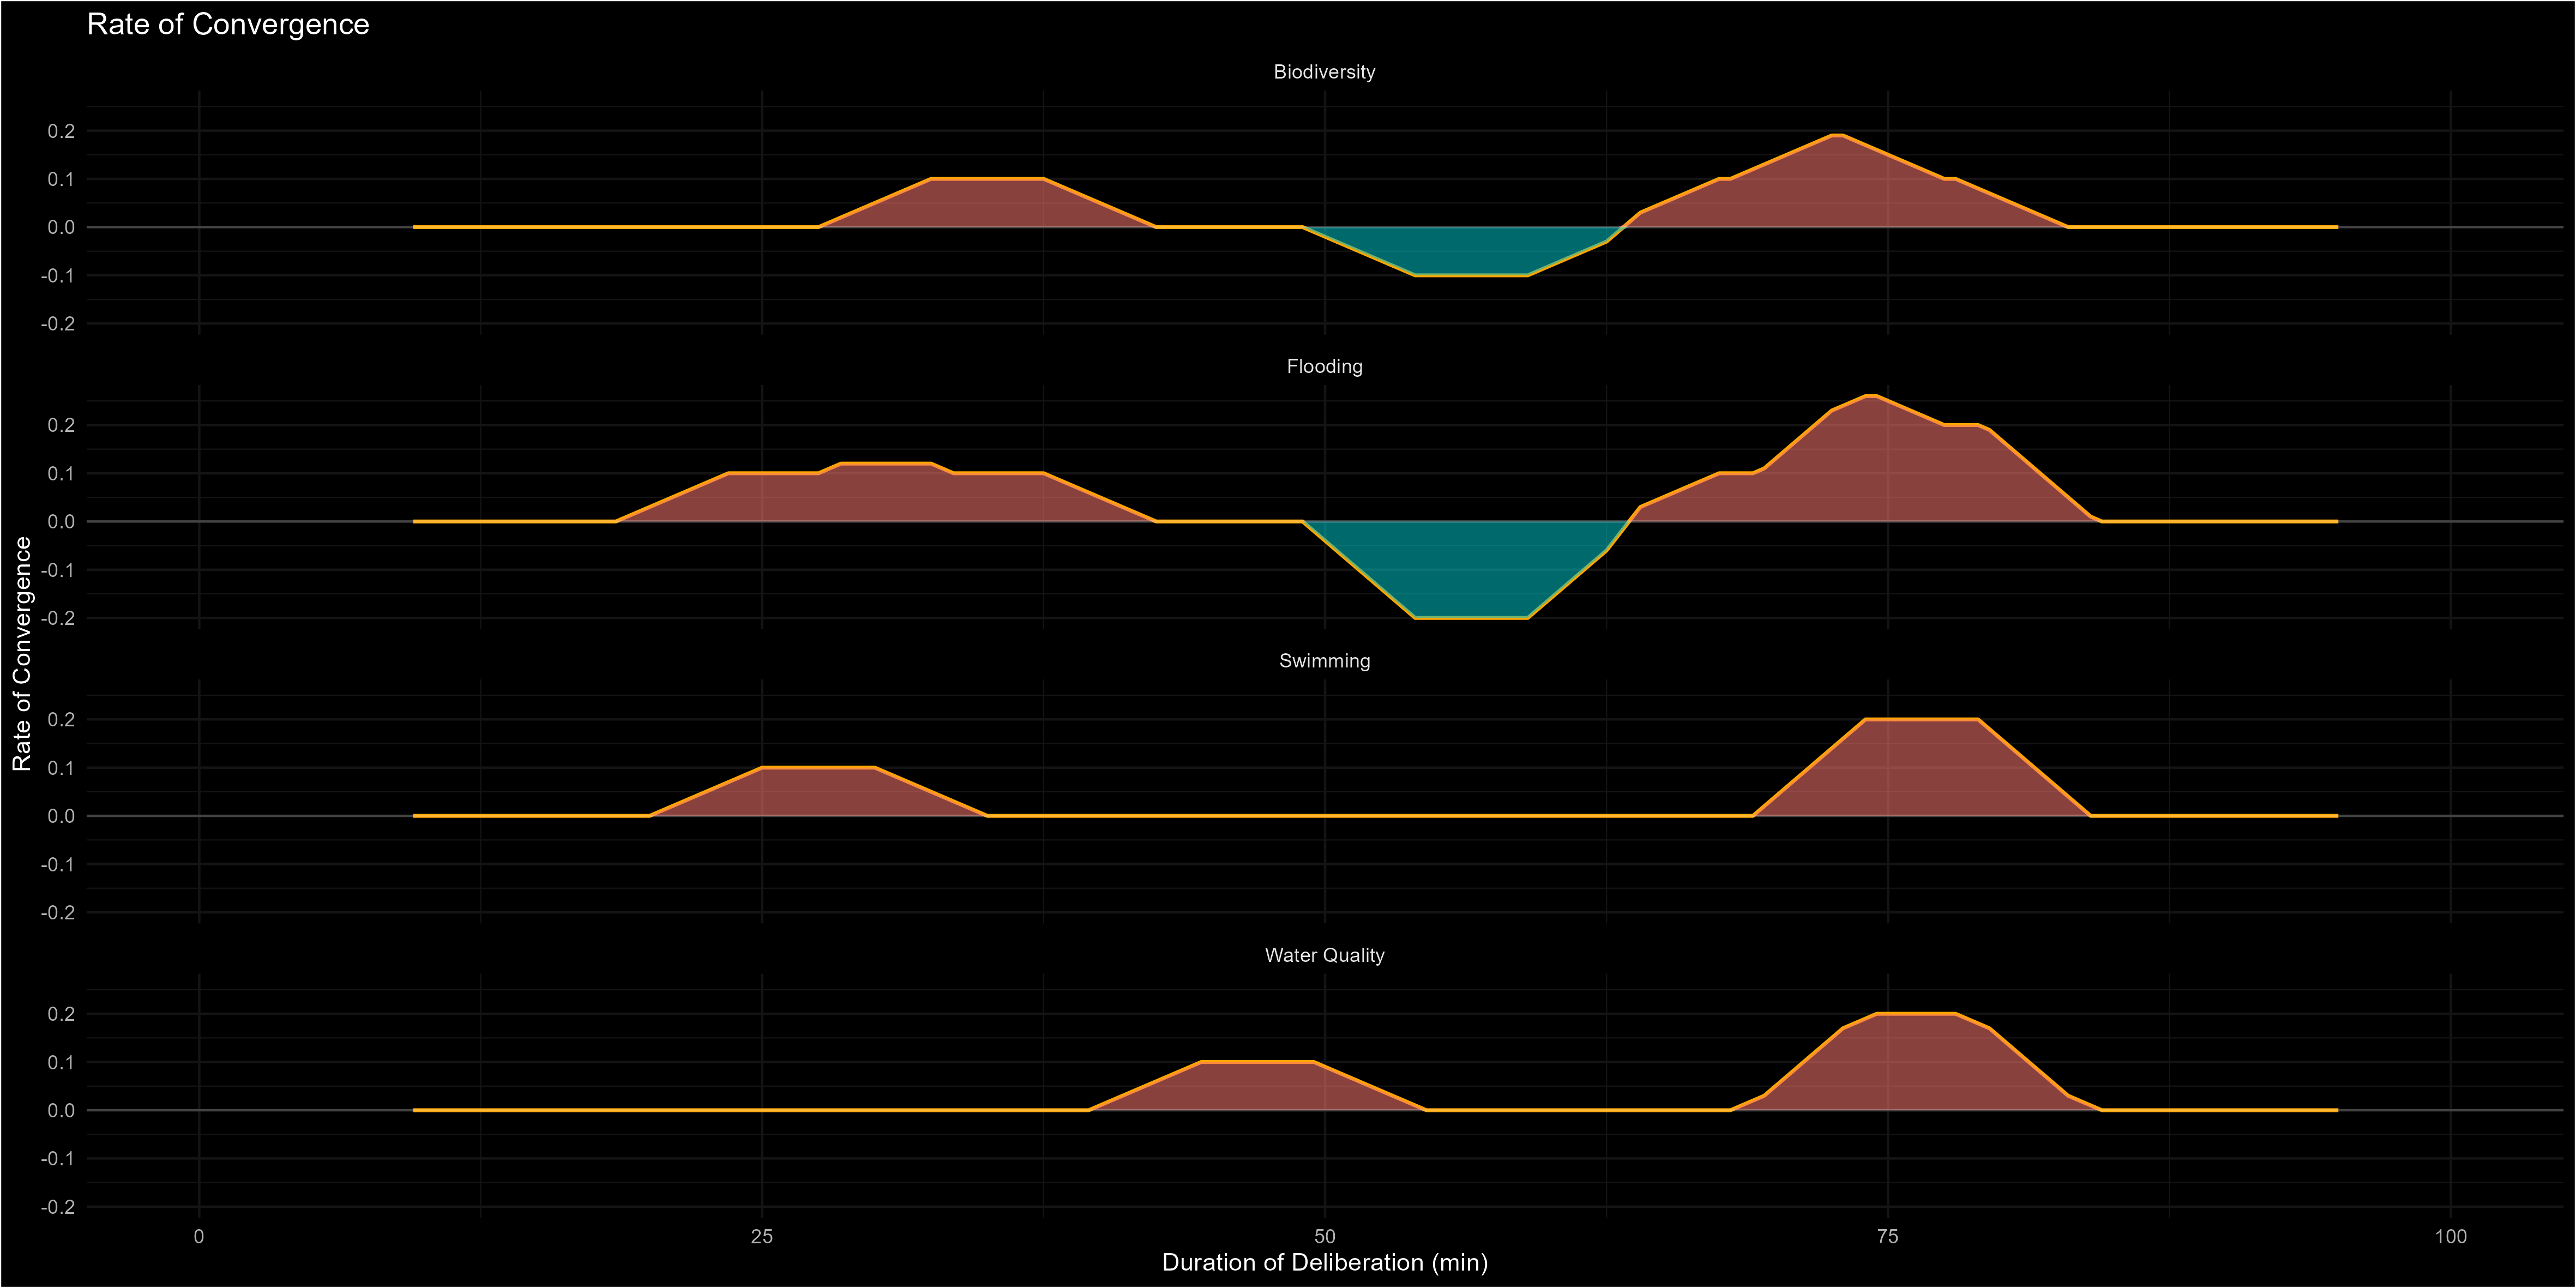 Rate of Convergence
Biodiversity
0.2
0.1
0.0
-0.1
-0.2
Flooding
0.2
0.1
0.0
-0.1
-0.2
Rate of Convergence
Swimming
0.2
0.1
0.0
-0.1
-0.2
Water Quality
0.2
0.1
0.0
-0.1
-0.2
0 25 50 75 100
Duration of Deliberation (min)